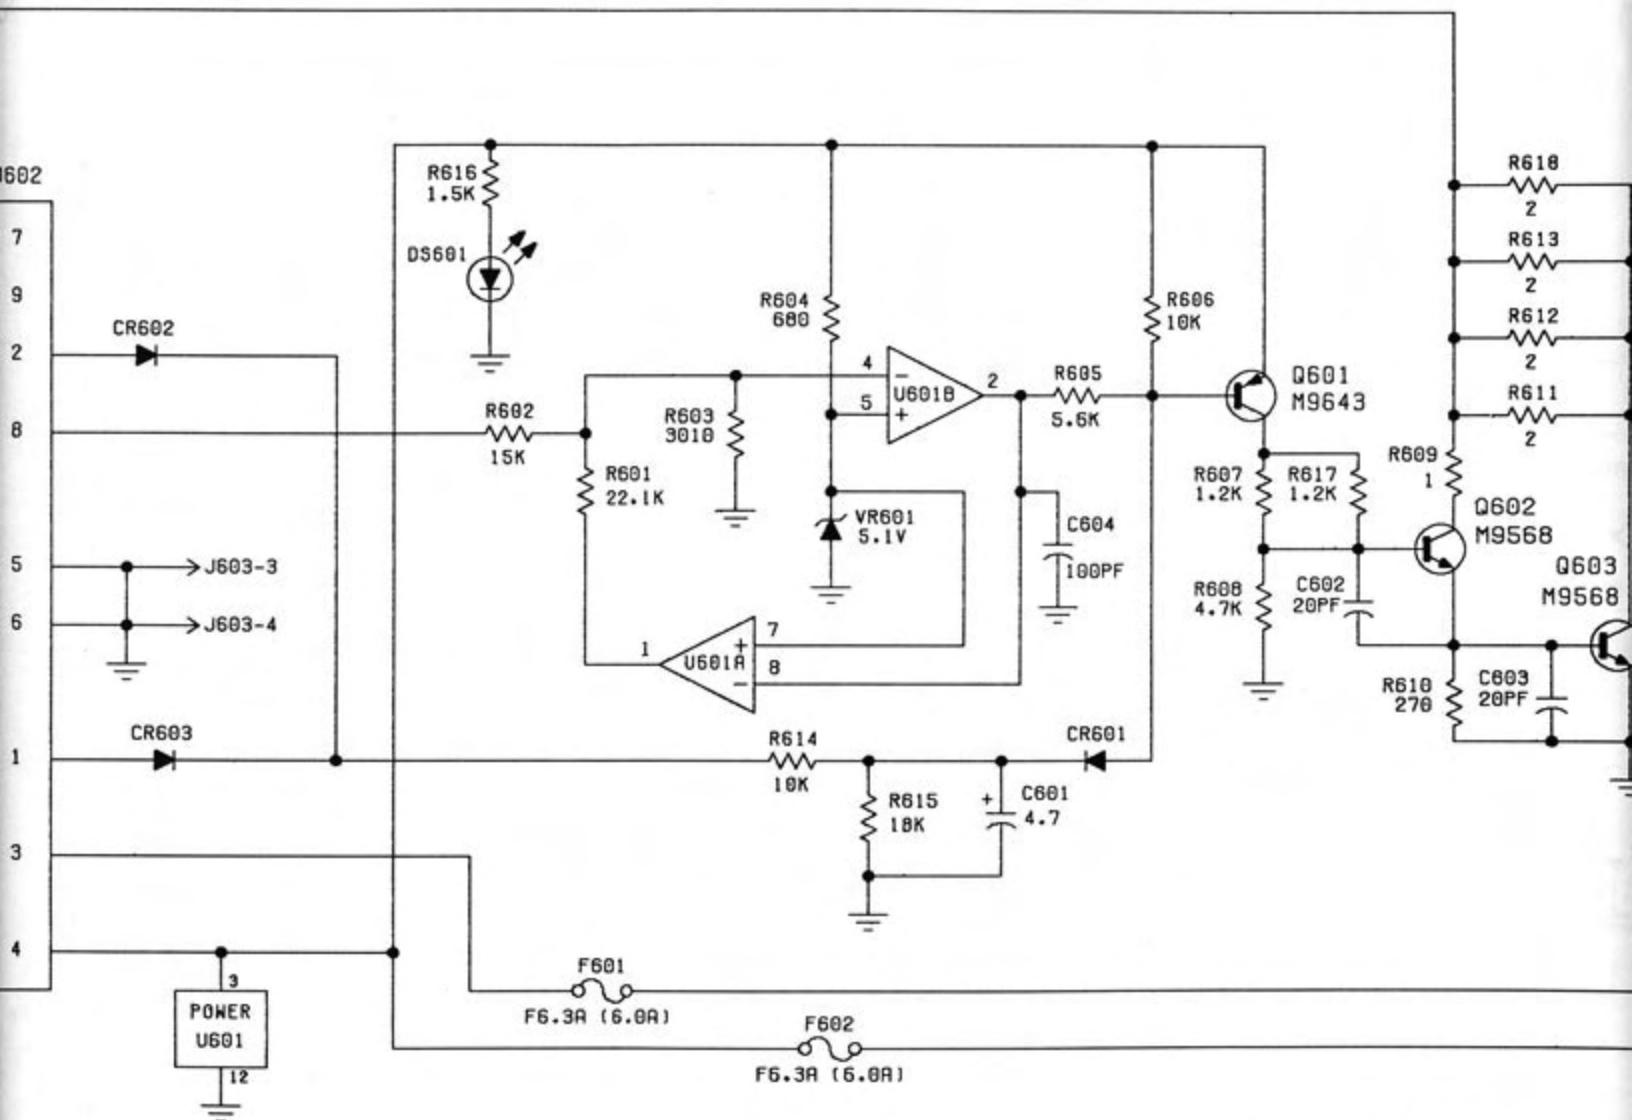 R618
2
R616
1.5K
7
R613
2
DS601
9
R604
680
R606
10K
R612
2
CR602
2
4
−
2
R605
5.6K
U601B
5
+
Q601
M9643
R611
2
8
R602
15K
R603
3010
R601
22.1K
R607
1.2K
R617
1.2K
R609
1
Q602
M9568
VR601
5.1V
C604
100PF
5
J603-3
6
J603-4
R608
4.7K
C602
20PF
Q603
M9568
1
U601A
+
7
−
8
R610
270
C603
20PF
CR603
1
R614
10K
CR601
R615
18K
+
C601
4.7
3
4
F601
F6.3A (6.0A)
3
POWER
U601
12
F602
F6.3A (6.0A)